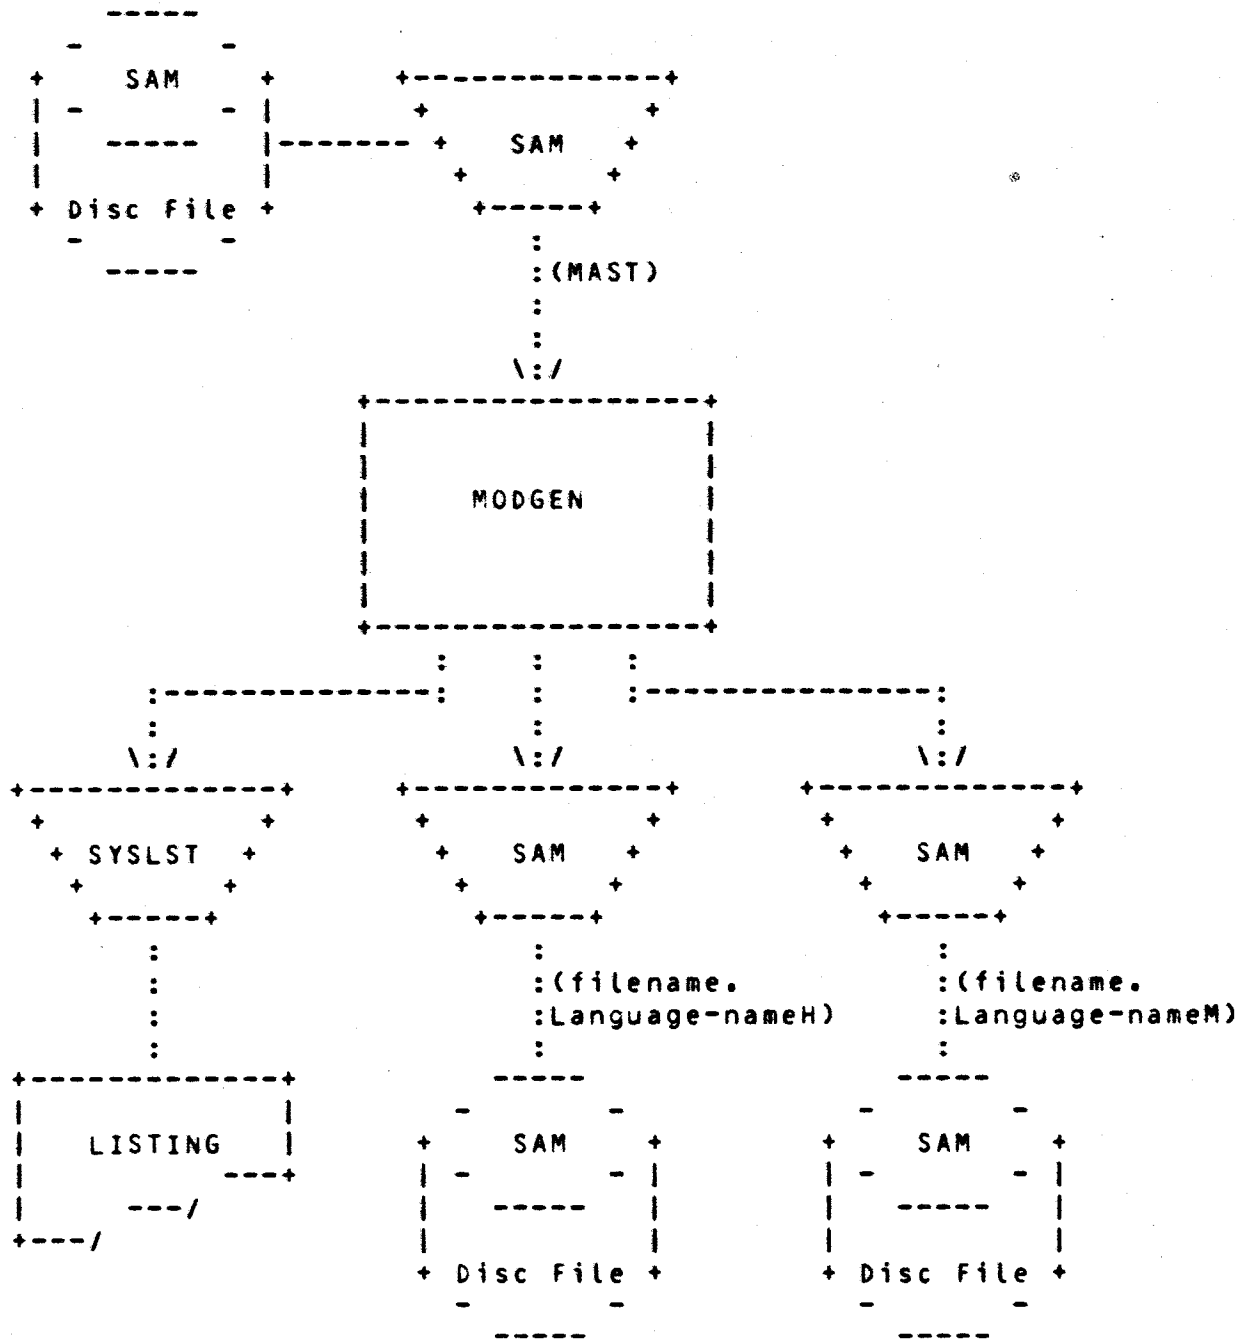 SAM
SAM
Disc File
(MAST)
MODGEN
SYSLST
SAM
SAM
(filename.
Language-nameH)
(filename.
Language-nameM)
LISTING
SAM
SAM
Disc File
Disc File